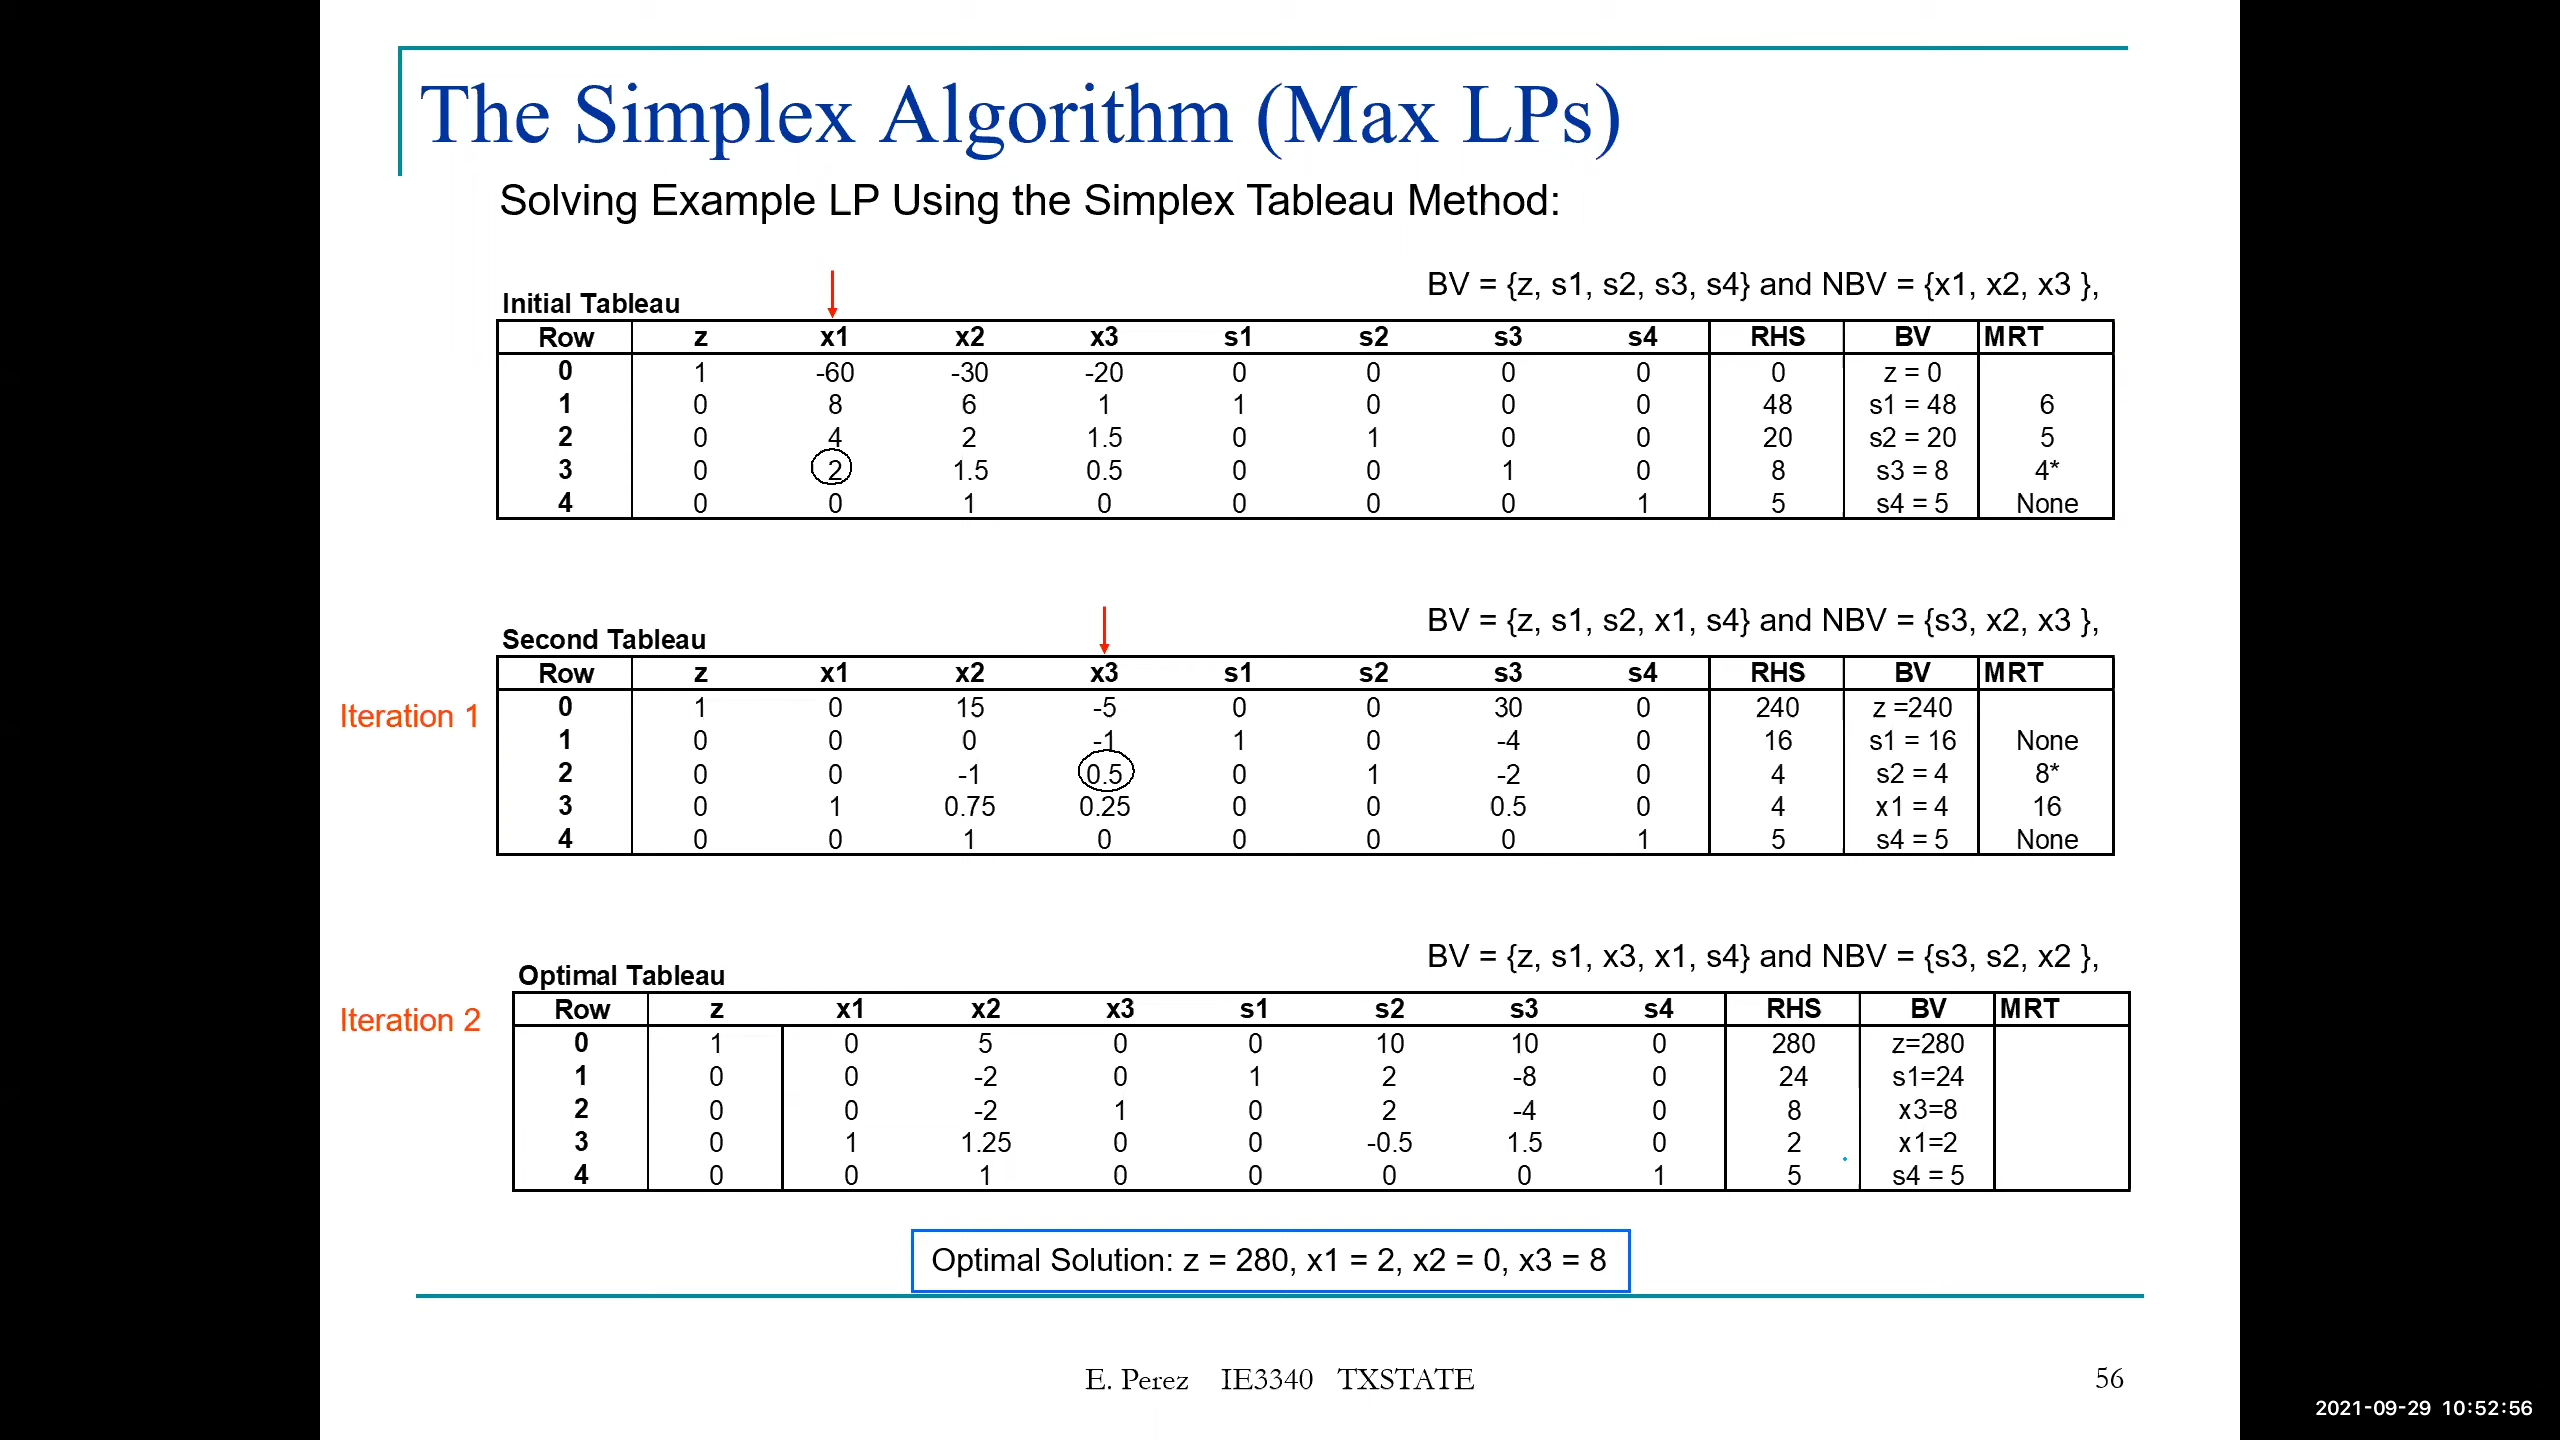 The Simplex Algorithm (Max LPs)
Solving Example LP Using the Simplex Tableau Method:
BV = {z, s1, s2, s3, s4} and NBV = {x1, x2, x3 },
Initial Tableau
Row z x1 x2 x3 s1 s2 s3 s4 RHS BV MRT
0 1 -60 -30 -20 0 0 0 0 0 z = 0
1 0 8 6 1 1 0 0 0 48 s1 = 48 6
2 0 4 2 1.5 0 1 0 0 20 s2 = 20 5
3 0 2 1.5 0.5 0 0 1 0 8 s3 = 8 4*
4 0 0 1 0 0 0 0 1 5 s4 = 5 None
BV = {z, s1, s2, x1, s4} and NBV = {s3, x2, x3 },
Second Tableau
Row z x1 x2 x3 s1 s2 s3 s4 RHS BV MRT
Iteration 1
0 1 0 15 -5 0 0 30 0 240 z =240
1 0 0 0 -1 1 0 -4 0 16 s1 = 16 None
2 0 0 -1 0.5 0 1 -2 0 4 s2 = 4 8*
3 0 1 0.75 0.25 0 0 0.5 0 4 x1 = 4 16
4 0 0 1 0 0 0 0 1 5 s4 = 5 None
BV = {z, s1, x3, x1, s4} and NBV = {s3, s2, x2 },
Optimal Tableau
Row z x1 x2 x3 s1 s2 s3 s4 RHS BV MRT
Iteration 2
0 1 0 5 0 0 10 10 0 280 z=280
1 0 0 -2 0 1 2 -8 0 24 s1=24
2 0 0 -2 1 0 2 -4 0 8 x3=8
3 0 1 1.25 0 0 -0.5 1.5 0 2 x1=2
4 0 0 1 0 0 0 0 1 5 s4 = 5
Optimal Solution: z = 280, x1 = 2, x2 = 0, x3 = 8
E. Perez IE3340 TXSTATE
56
2021-09-29 10:52:56